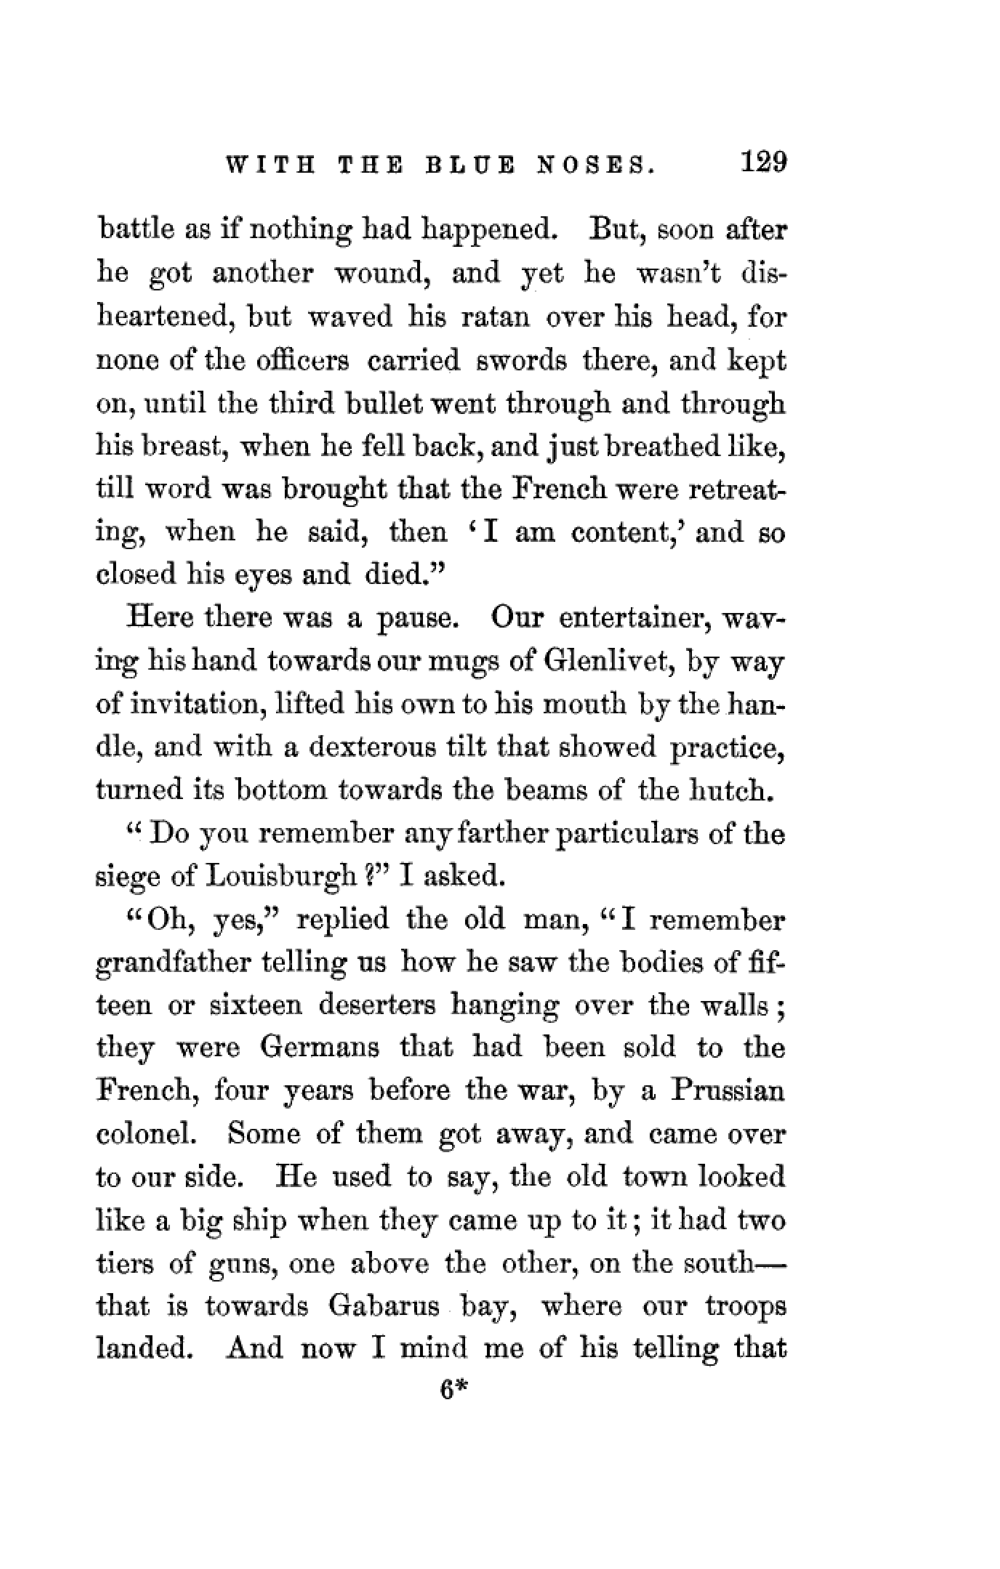 WITH THE BLUE NOSES. 129
battle as if nothing had happened. But, soon after
he got another wound, and yet he wasn't dis-
heartened, but waved his ratan over his head, for
none of the officers carried swords there, and kept
on, until the third bullet went through and through
his breast, when he fell back, and just breathed like,
till word was brought that the French were retreat-
ing, when he said, then ‘I am content,’ and so
closed his eyes and died.”
Here there was a pause. Our entertainer, wav-
ing his hand towards our mugs of Glenlivet, by way
of invitation, lifted his own to his mouth by the han-
dle, and with a dexterous tilt that showed practice,
turned its bottom towards the beams of the hutch.
“Do you remember any farther particulars of the
siege of Louisburgh?” I asked.
“Oh, yes,” replied the old man, “I remember
grandfather telling us how he saw the bodies of fif-
teen or sixteen deserters hanging over the walls;
they were Germans that had been sold to the
French, four years before the war, by a Prussian
colonel. Some of them got away, and came over
to our side. He used to say, the old town looked
like a big ship when they came up to it; it had two
tiers of guns, one above the other, on the south—
that is towards Gabarus bay, where our troops
landed. And now I mind me of his telling that
6*